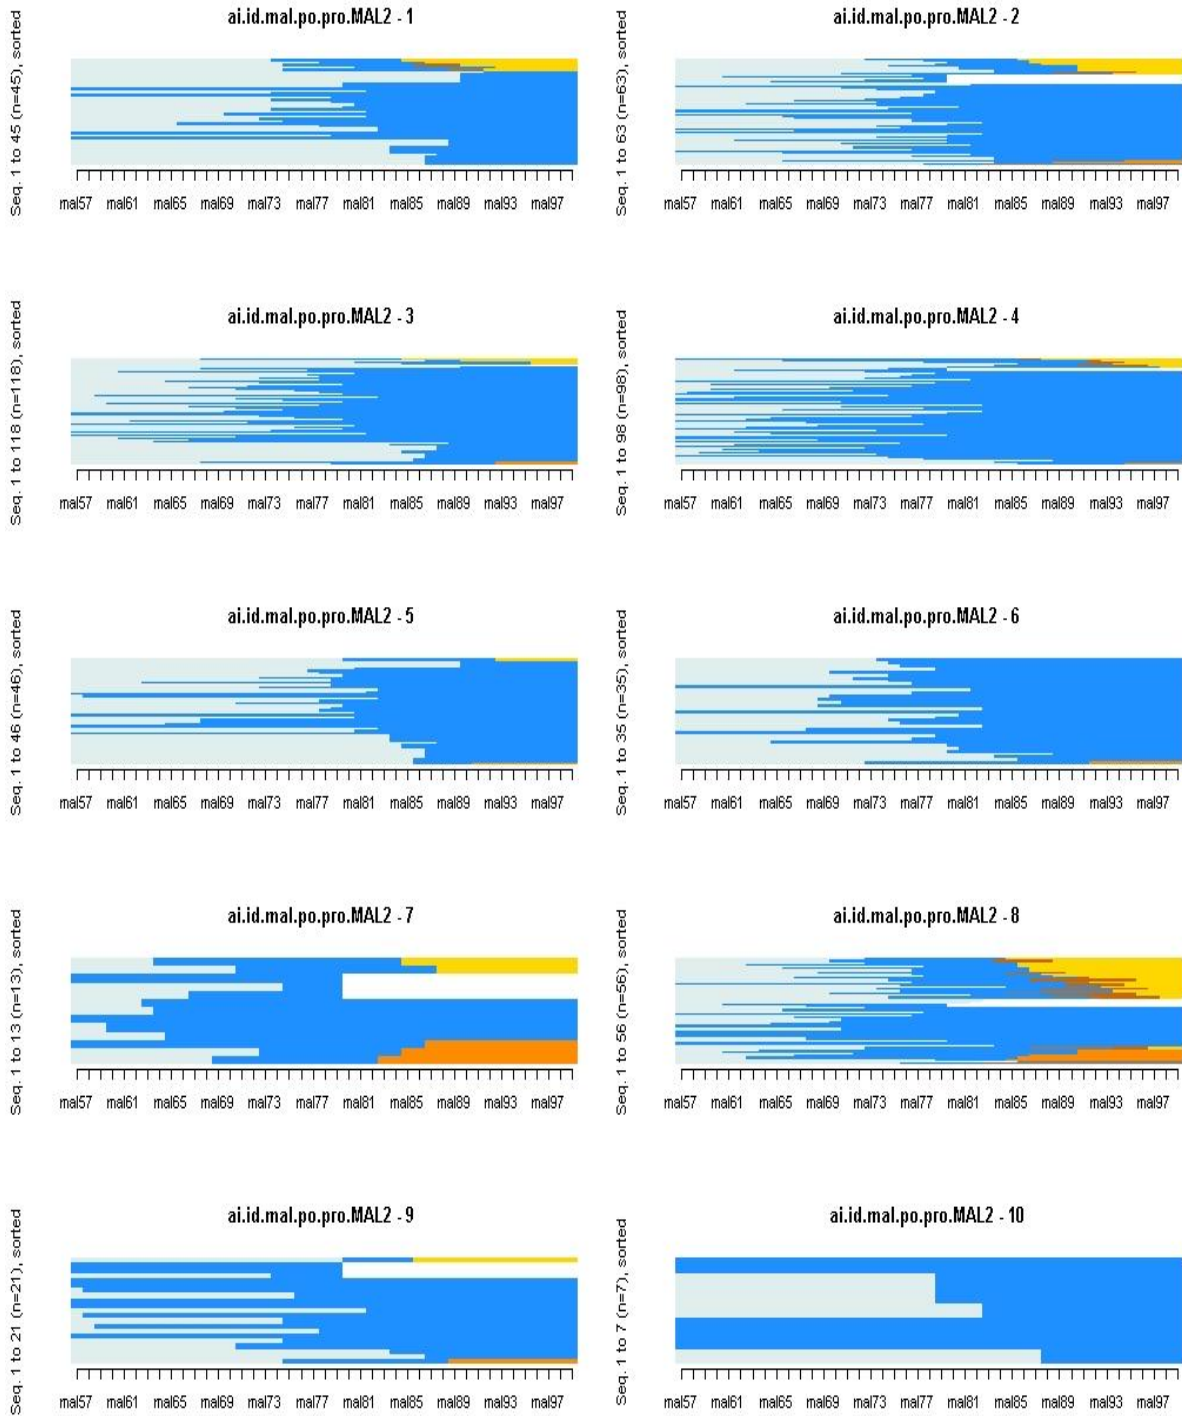 ai.id.mal.po.pro.MAL2 - 1
Seq. 1 to 45 (n=45), sorted
mal57 mal61 mal65 mal69 mal73 mal77 mal81 mal85 mal89 mal93 mal97
ai.id.mal.po.pro.MAL2 - 2
Seq. 1 to 63 (n=63), sorted
mal57 mal61 mal65 mal69 mal73 mal77 mal81 mal85 mal89 mal93 mal97
ai.id.mal.po.pro.MAL2 - 3
Seq. 1 to 118 (n=118), sorted
mal57 mal61 mal65 mal69 mal73 mal77 mal81 mal85 mal89 mal93 mal97
ai.id.mal.po.pro.MAL2 - 4
Seq. 1 to 98 (n=98), sorted
mal57 mal61 mal65 mal69 mal73 mal77 mal81 mal85 mal89 mal93 mal97
ai.id.mal.po.pro.MAL2 - 5
Seq. 1 to 46 (n=46), sorted
mal57 mal61 mal65 mal69 mal73 mal77 mal81 mal85 mal89 mal93 mal97
ai.id.mal.po.pro.MAL2 - 6
Seq. 1 to 35 (n=35), sorted
mal57 mal61 mal65 mal69 mal73 mal77 mal81 mal85 mal89 mal93 mal97
ai.id.mal.po.pro.MAL2 - 7
Seq. 1 to 13 (n=13), sorted
mal57 mal61 mal65 mal69 mal73 mal77 mal81 mal85 mal89 mal93 mal97
ai.id.mal.po.pro.MAL2 - 8
Seq. 1 to 56 (n=56), sorted
mal57 mal61 mal65 mal69 mal73 mal77 mal81 mal85 mal89 mal93 mal97
ai.id.mal.po.pro.MAL2 - 9
Seq. 1 to 21 (n=21), sorted
mal57 mal61 mal65 mal69 mal73 mal77 mal81 mal85 mal89 mal93 mal97
ai.id.mal.po.pro.MAL2 - 10
Seq. 1 to 7 (n=7), sorted
mal57 mal61 mal65 mal69 mal73 mal77 mal81 mal85 mal89 mal93 mal97